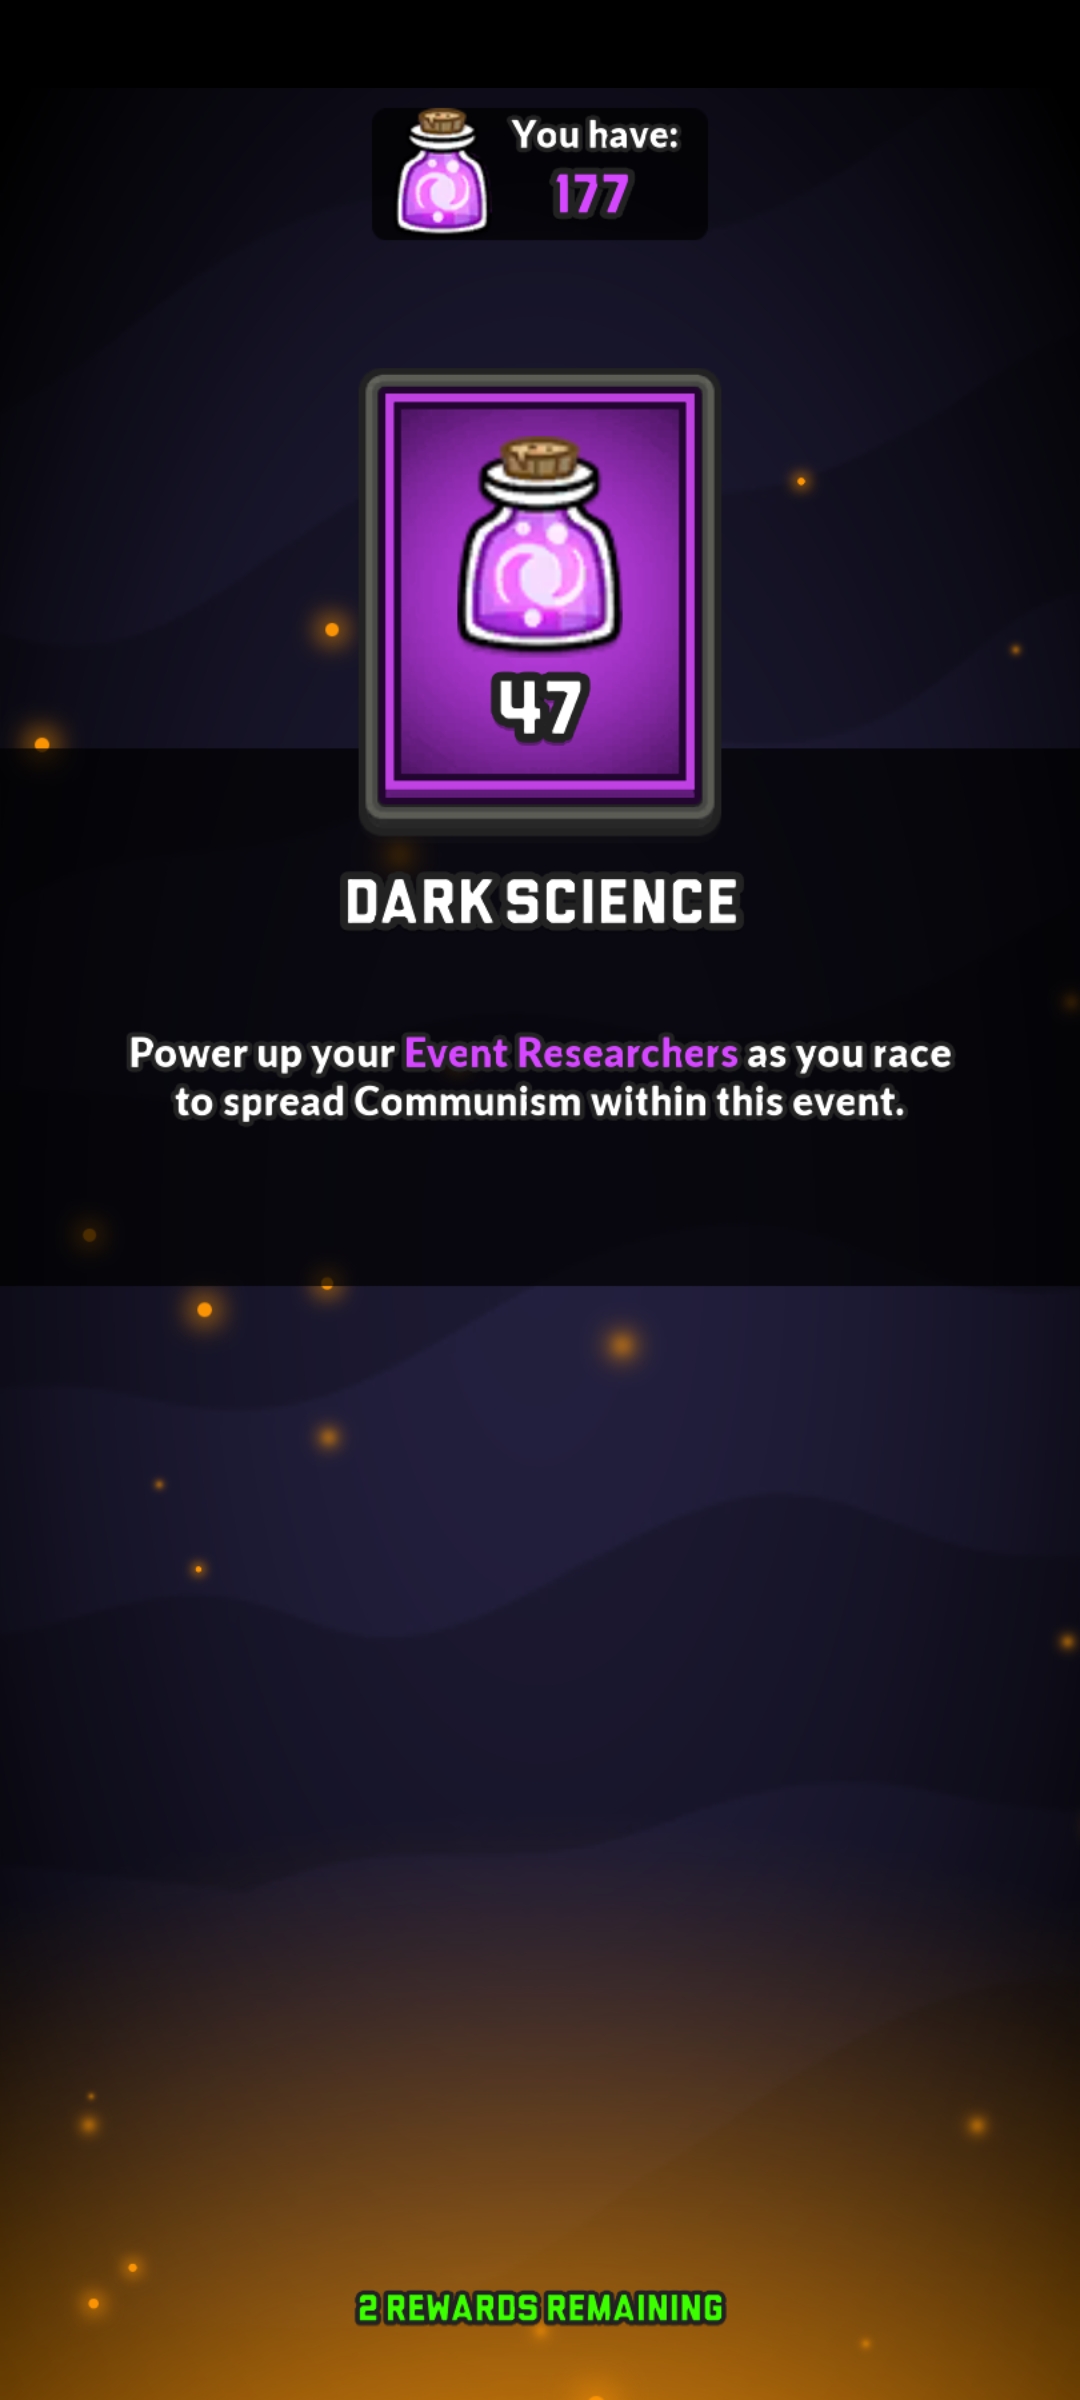 You have:
177
47
DARK SCIENCE
Power up your Event Researchers as you race
to spread Communism within this event.
2 REWARDS REMAINING